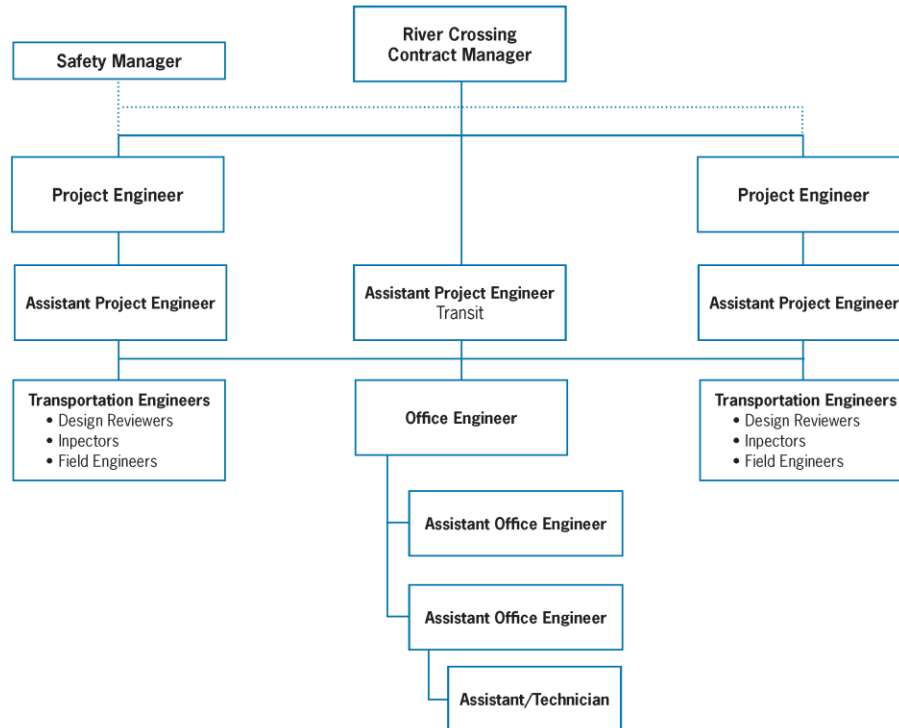 River Crossing
Contract Manager
Safety Manager
Project Engineer
Project Engineer
Assistant Project Engineer
Assistant Project Engineer
Transit
Assistant Project Engineer
Transportation Engineers
• Design Reviewers
• Inpectors
• Field Engineers
Office Engineer
Transportation Engineers
• Design Reviewers
• Inpectors
• Field Engineers
Assistant Office Engineer
Assistant Office Engineer
Assistant/Technician